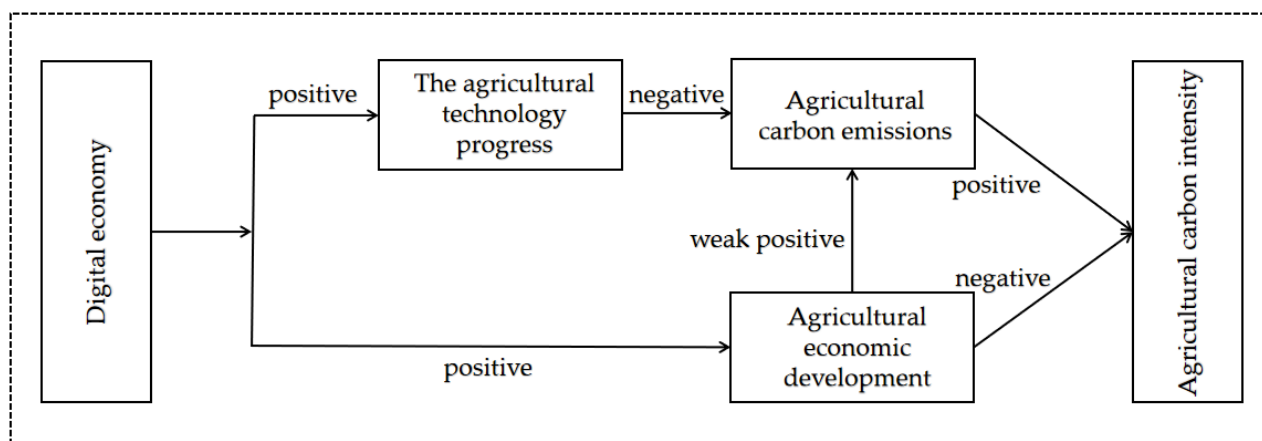 Digital economy
positive
The agricultural
technology
progress
negative
Agricultural
carbon emissions
positive
weak positive
negative
positive
Agricultural
economic
development
Agricultural carbon intensity